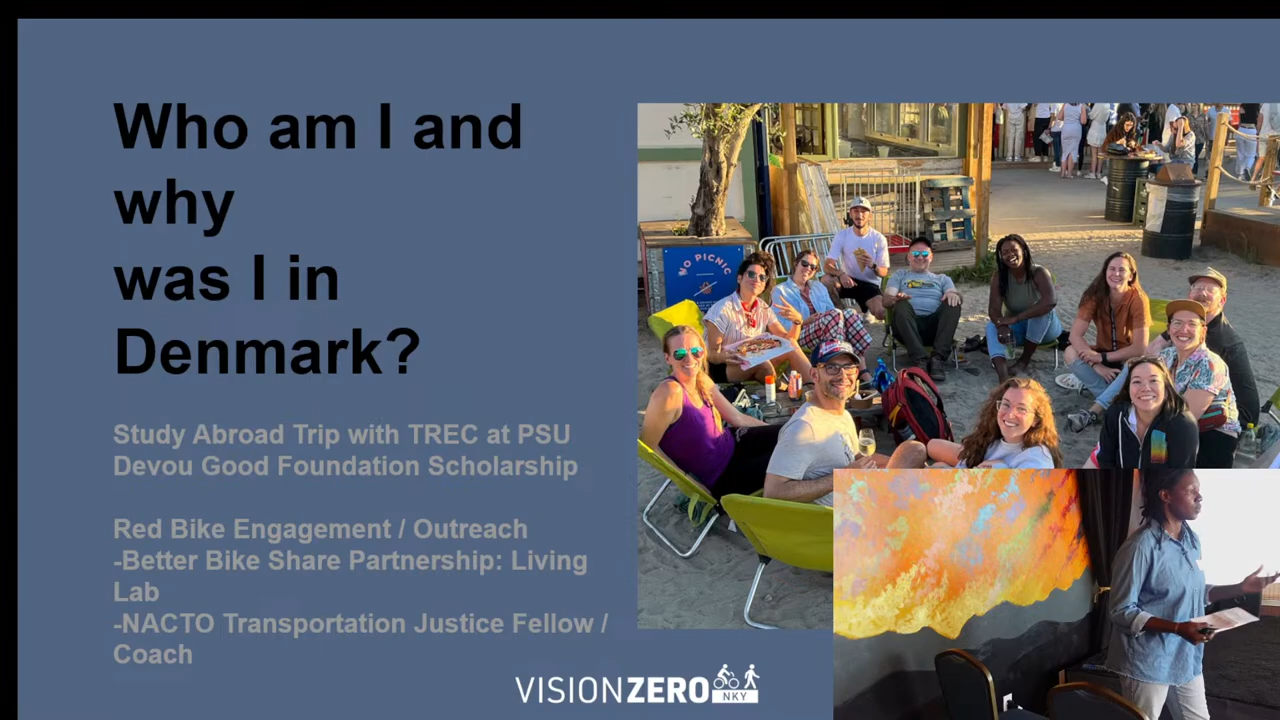 Who am I and
why
was I in
Denmark?
Study Abroad Trip with TREC at PSU
Devou Good Foundation Scholarship
Red Bike Engagement / Outreach
-Better Bike Share Partnership: Living
Lab
-NACTO Transportation Justice Fellow /
Coach
NO PICNIC
VISIONZERO
NKY